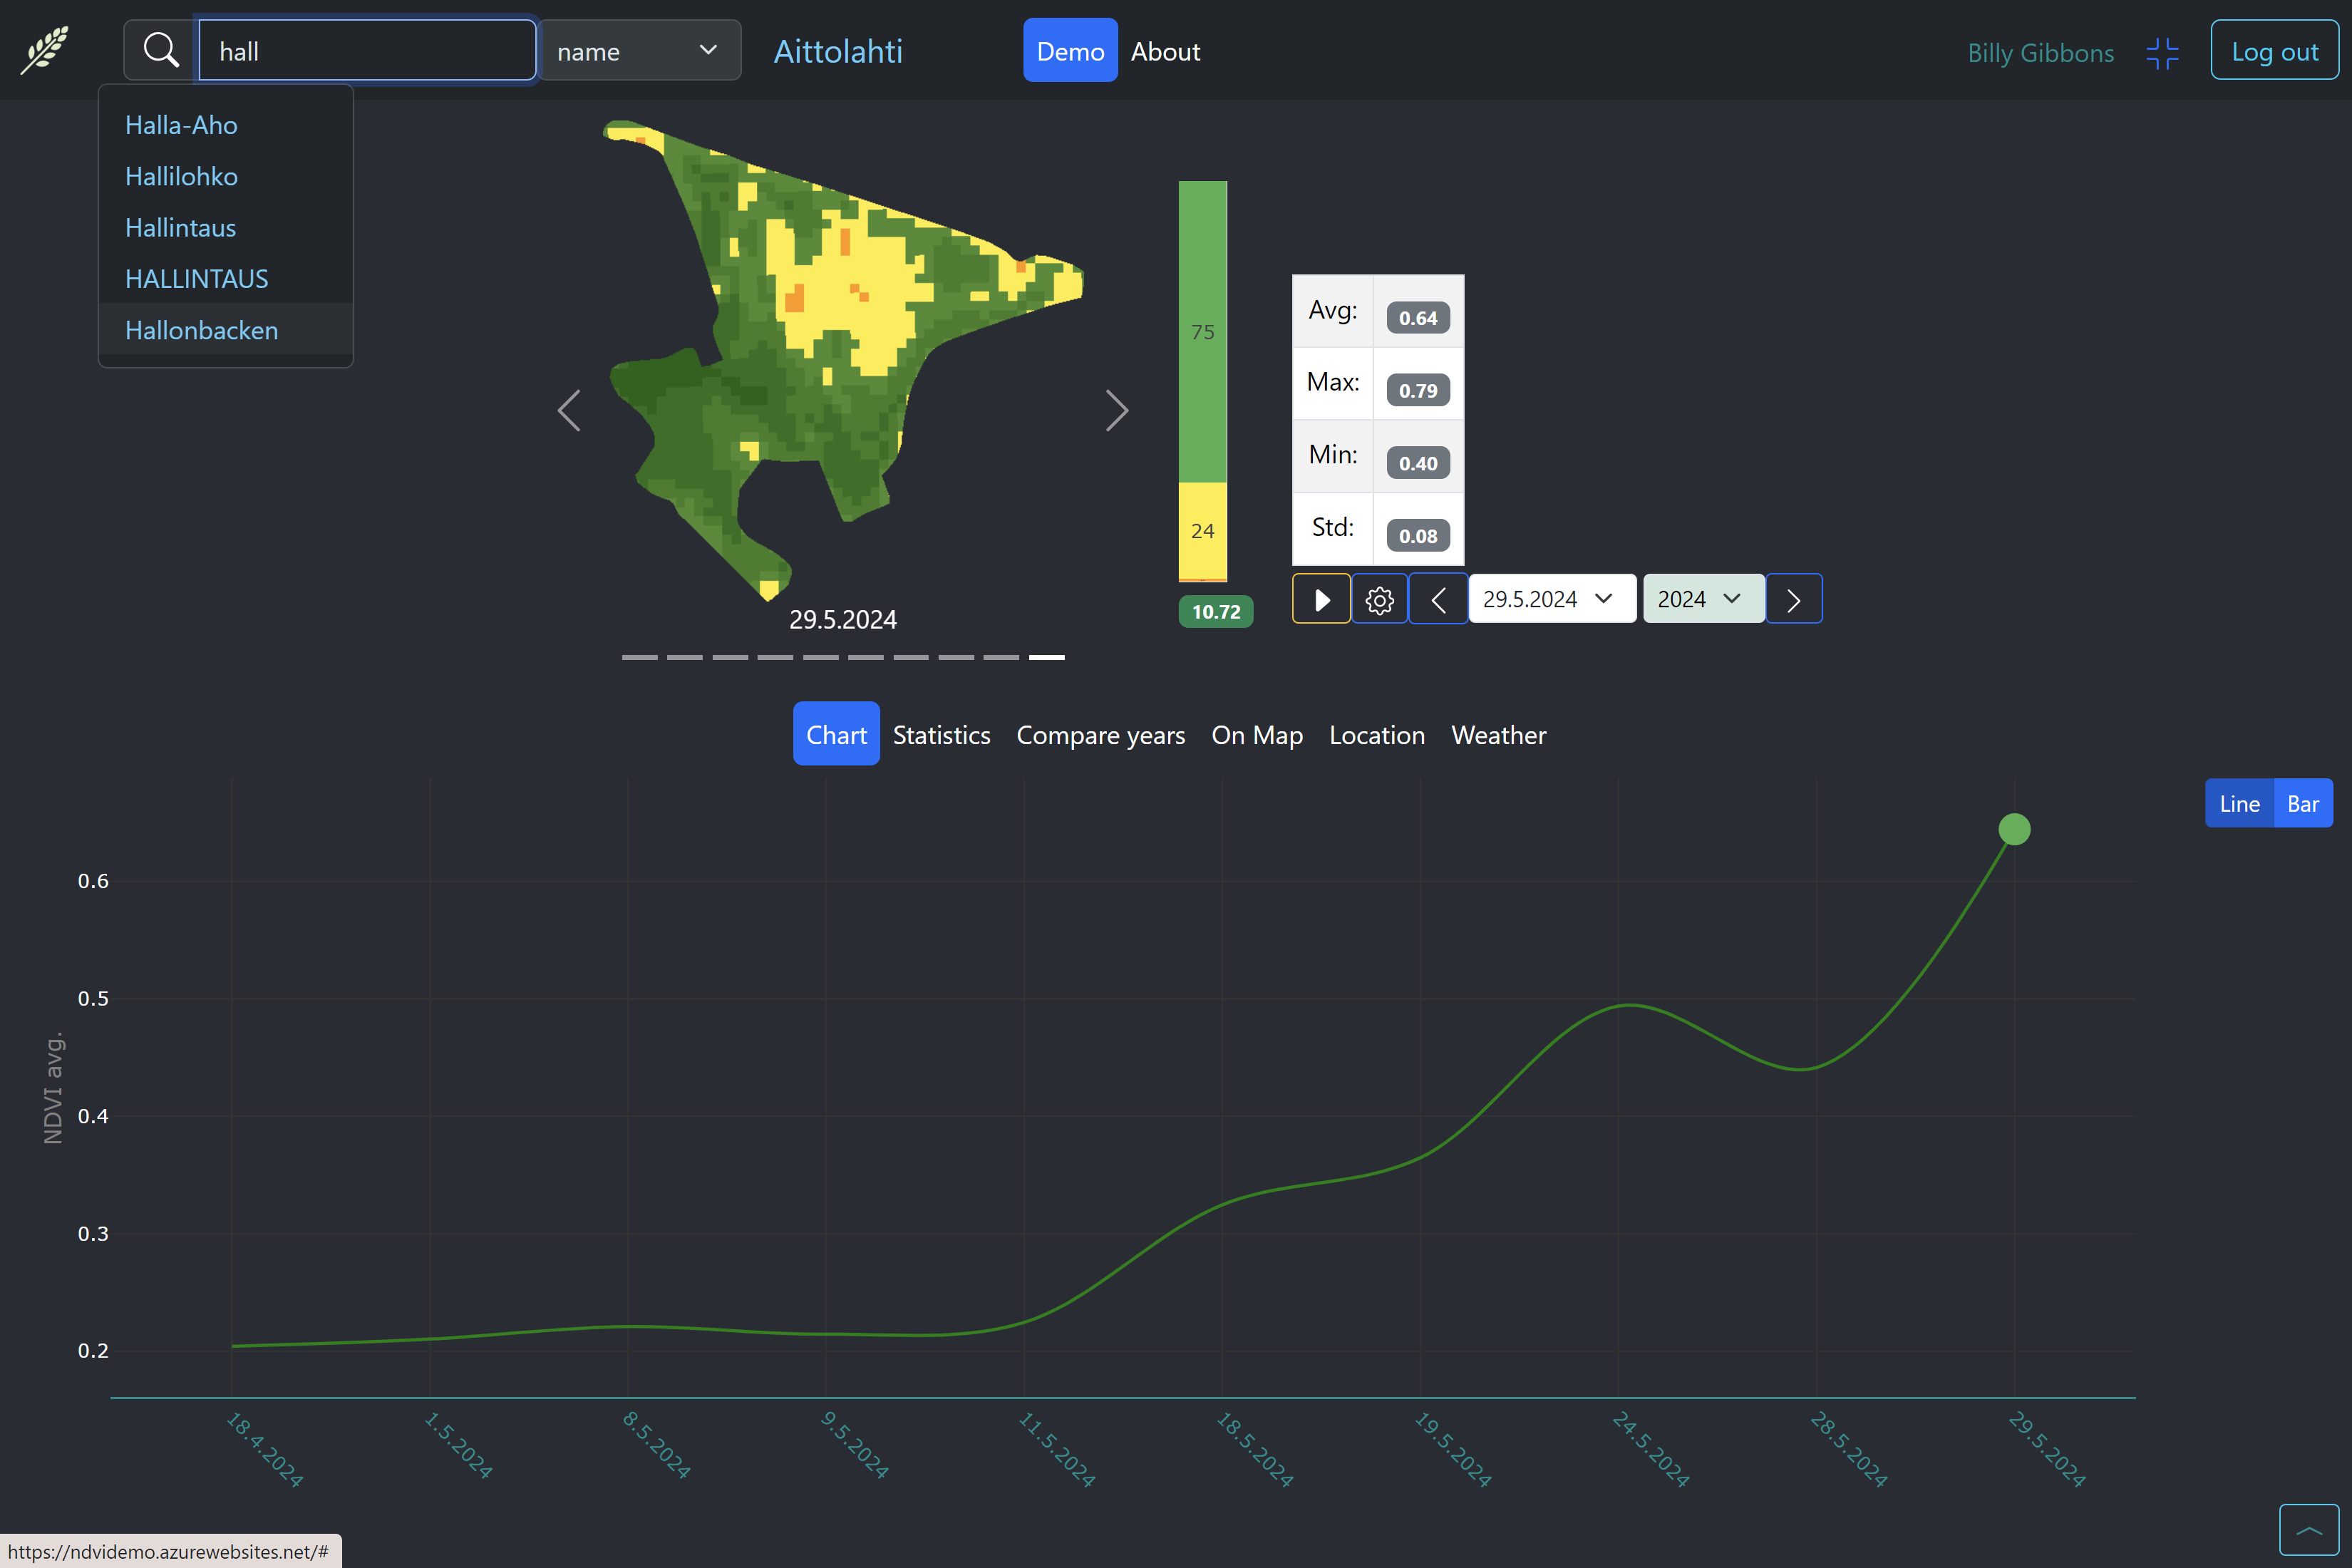 hall
name
Aittolahti
Demo
About
Billy Gibbons
Log out
Halla-Aho
Hallilohko
Hallintaus
HALLINTAUS
Hallonbacken
75
24
10.72
Avg: 0.64
Max: 0.79
Min: 0.40
Std: 0.08
29.5.2024
2024
29.5.2024
Chart
Statistics
Compare years
On Map
Location
Weather
Line
Bar
NDVI avg.
0.6
0.5
0.4
0.3
0.2
18.4.2024
1.5.2024
8.5.2024
9.5.2024
11.5.2024
18.5.2024
19.5.2024
24.5.2024
28.5.2024
29.5.2024
https://ndvidemo.azurewebsites.net/#